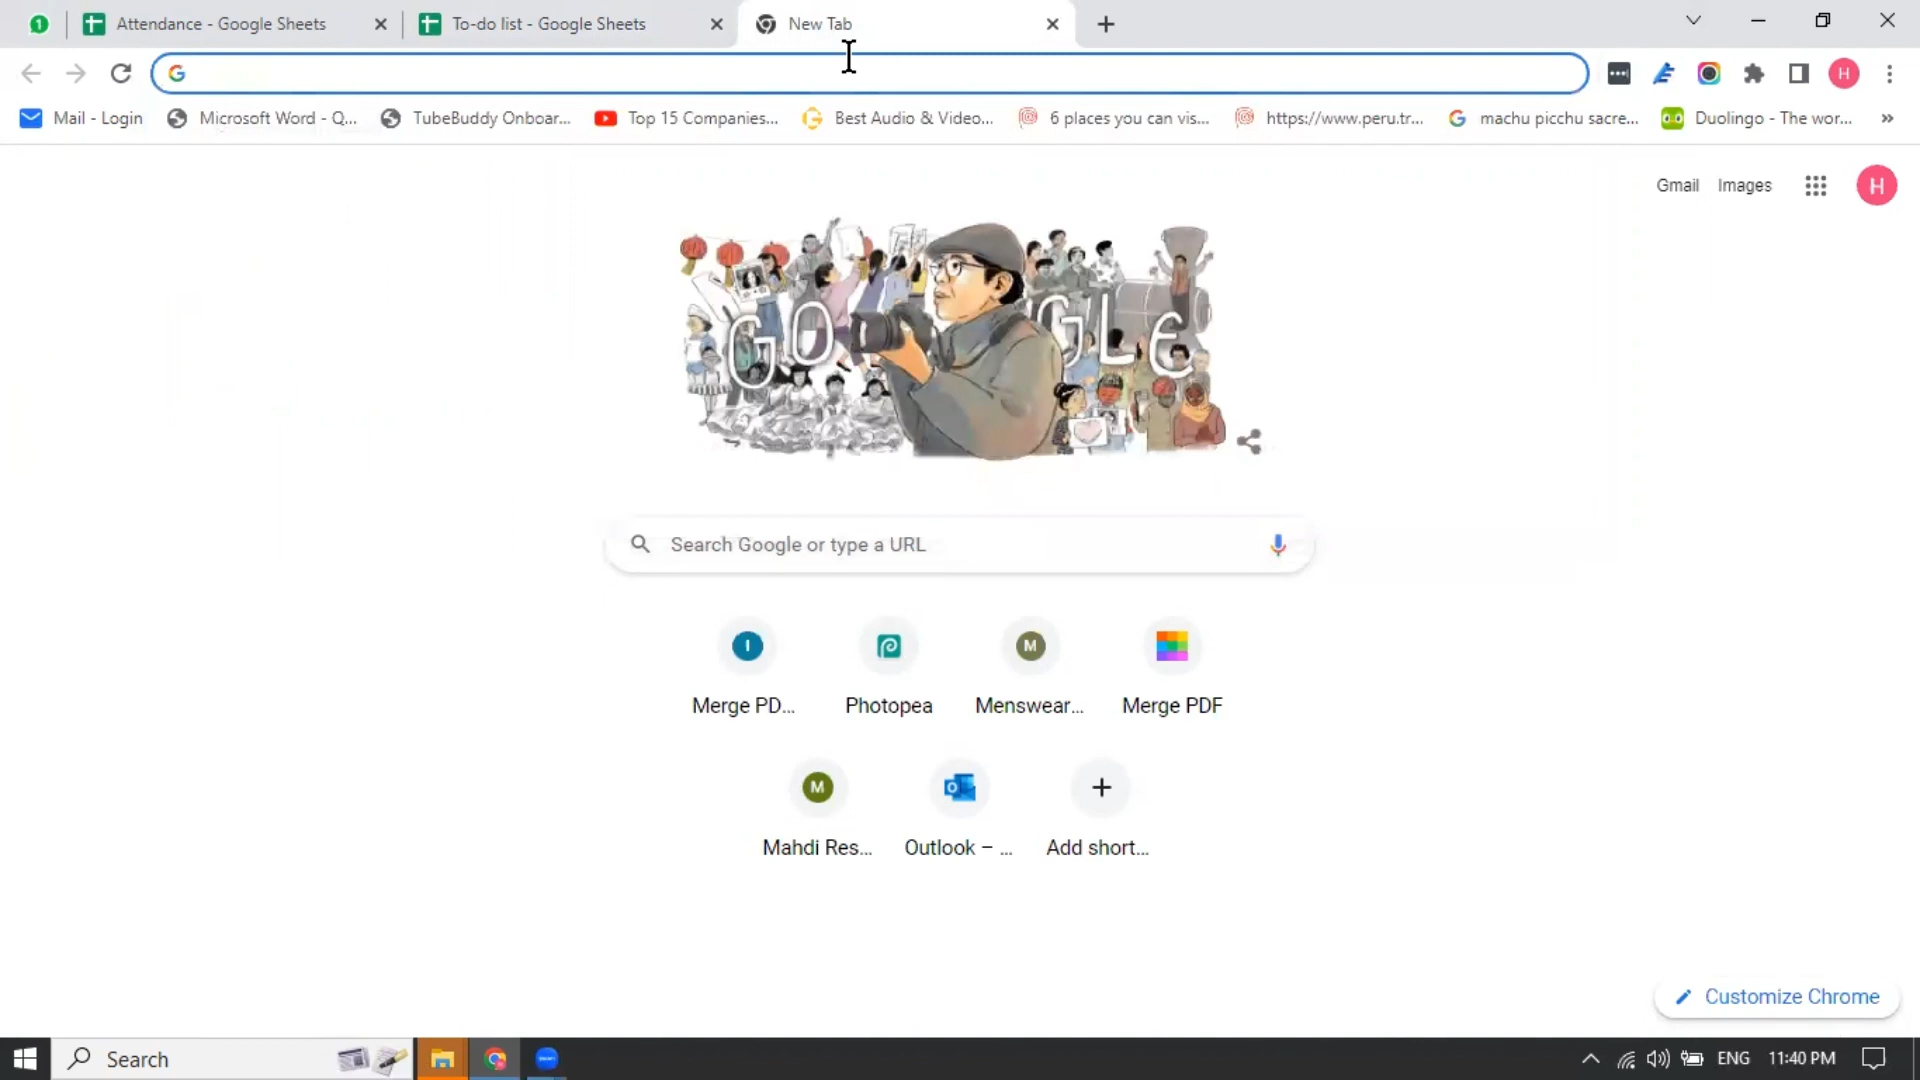 1
Attendance - Google Sheets
To-do list - Google Sheets
New Tab
H
Mail - Login
Microsoft Word - Q...
TubeBuddy Onboar...
Top 15 Companies...
Best Audio & Video...
6 places you can vis...
https://www.peru.tr...
machu picchu sacre...
Duolingo - The wor...
»
Gmail
Images
H
GOOGLE
Search Google or type a URL
I
M
Merge PD...
Photopea
Menswear...
Merge PDF
M
Mahdi Res...
Outlook – ...
Add short...
Customize Chrome
Search
ENG
11:40 PM